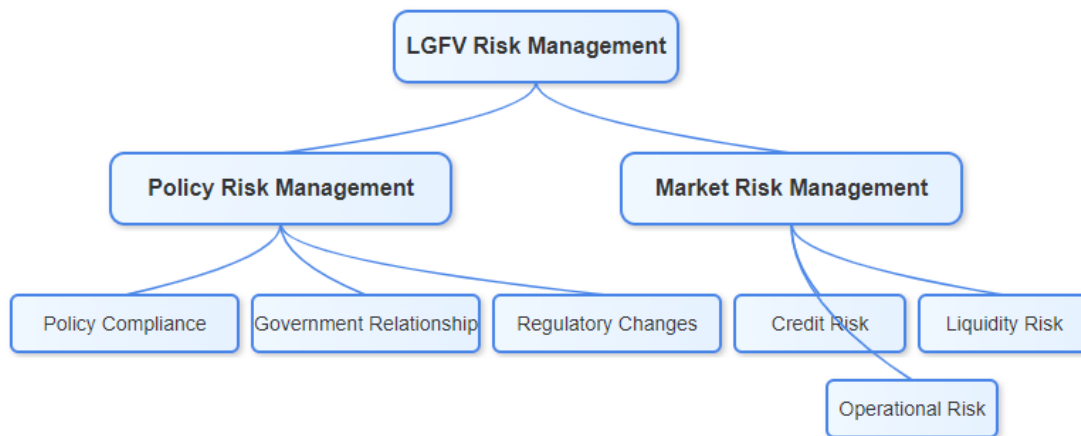 LGFV Risk Management
Policy Risk Management
Market Risk Management
Policy Compliance
Government Relationship
Regulatory Changes
Credit Risk
Liquidity Risk
Operational Risk